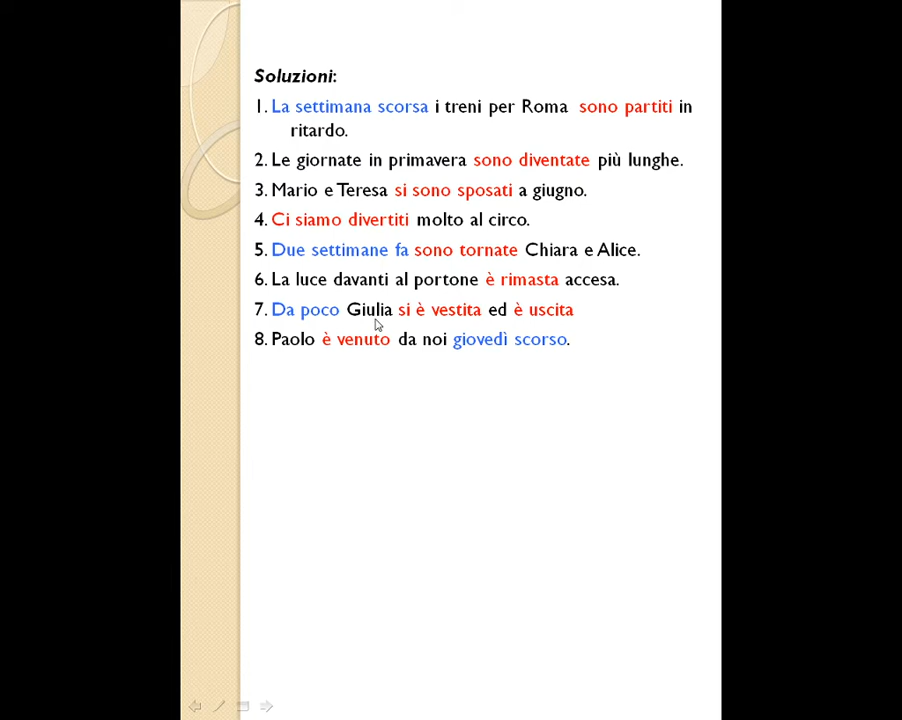 Soluzioni:
1. La settimana scorsa i treni per Roma sono partiti in
ritardo.
2. Le giornate in primavera sono diventate più lunghe.
3. Mario e Teresa si sono sposati a giugno.
4. Ci siamo divertiti molto al circo.
5. Due settimane fa sono tornate Chiara e Alice.
6. La luce davanti al portone è rimasta accesa.
7. Da poco Giulia si è vestita ed è uscita
8. Paolo è venuto da noi giovedì scorso.